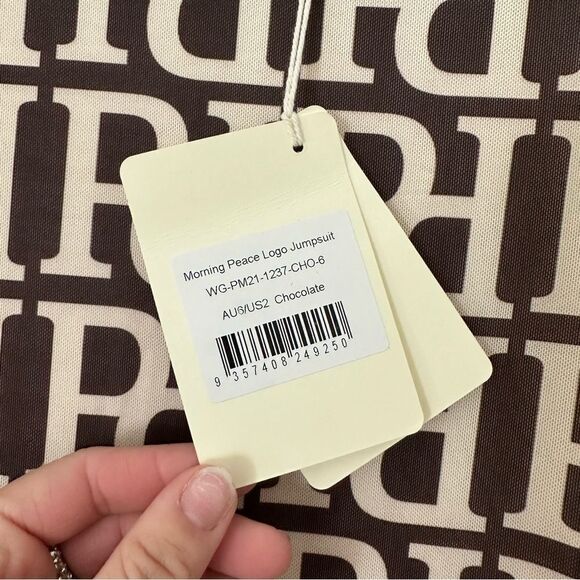 Morning Peace Logo Jumpsuit
WG-PM21-1237-CHO-6
AU6/US2 Chocolate
9 357408 249250